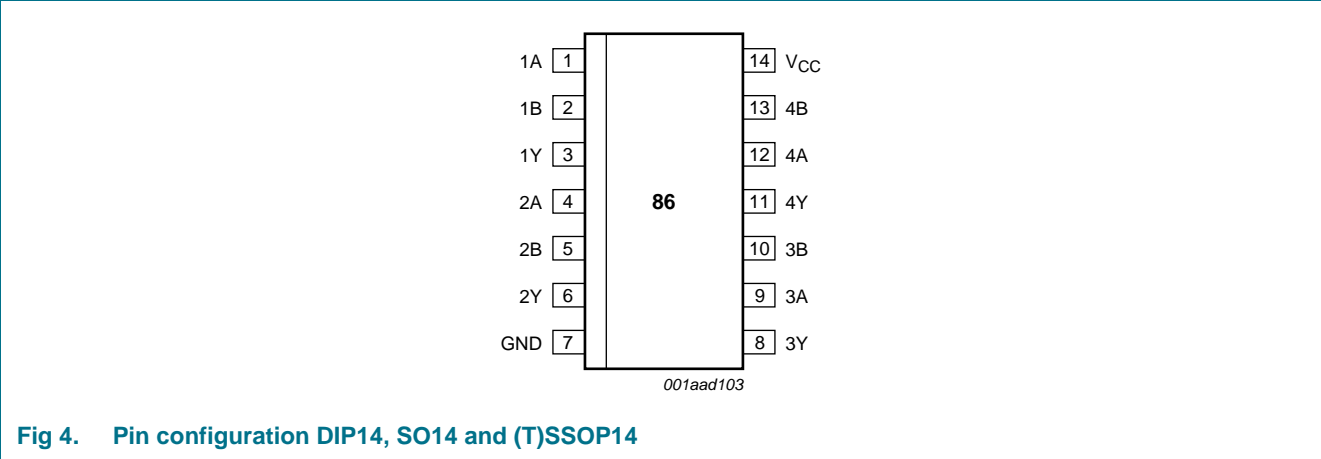 1A 1 14 VCC
1B 2 13 4B
1Y 3 12 4A
2A 4 86 11 4Y
2B 5 10 3B
2Y 6 9 3A
GND 7 8 3Y
001aad103
Fig 4. Pin configuration DIP14, SO14 and (T)SSOP14